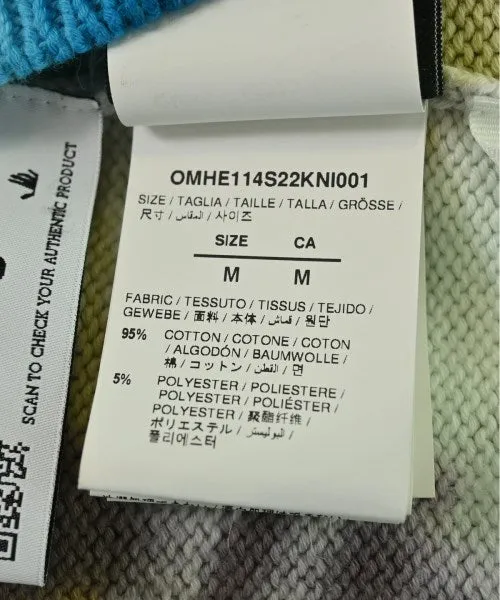 OMHE114S22KNI001
SIZE / TAGLIA / TAILLE / TALLA / GRÖSSE /
尺寸 / المقاس / 사이즈
SIZE CA
M M
FABRIC / TESSUTO / TISSUS / TEJIDO /
GEWEBE / 面料 / 本体 / قماش / 원단
95% COTTON / COTONE / COTON
/ ALGODÓN / BAUMWOLLE /
棉 / コットン / القطن / 면
5% POLYESTER / POLIESTERE /
POLYESTER / POLIÉSTER /
POLYESTER / 聚酯纤维 /
ポリエステル / البوليستر /
폴리에스터
SCAN TO CHECK YOUR AUTHENTIC PRODUCT